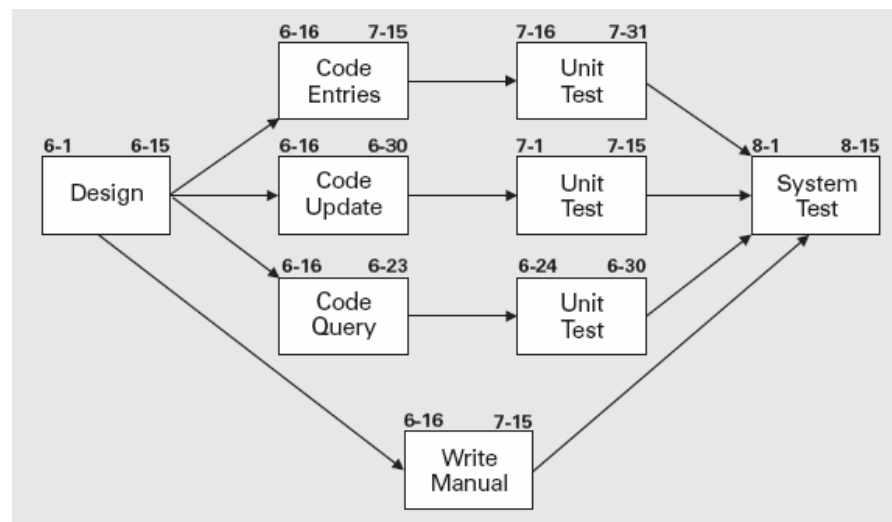 6-16 7-15 7-16 7-31
Code Unit
Entries Test
6-1 6-15 6-16 6-30 7-1 7-15 8-1 8-15
Design Code Unit System
Update Test Test
6-16 6-23 6-24 6-30
Code Unit
Query Test
6-16 7-15
Write
Manual